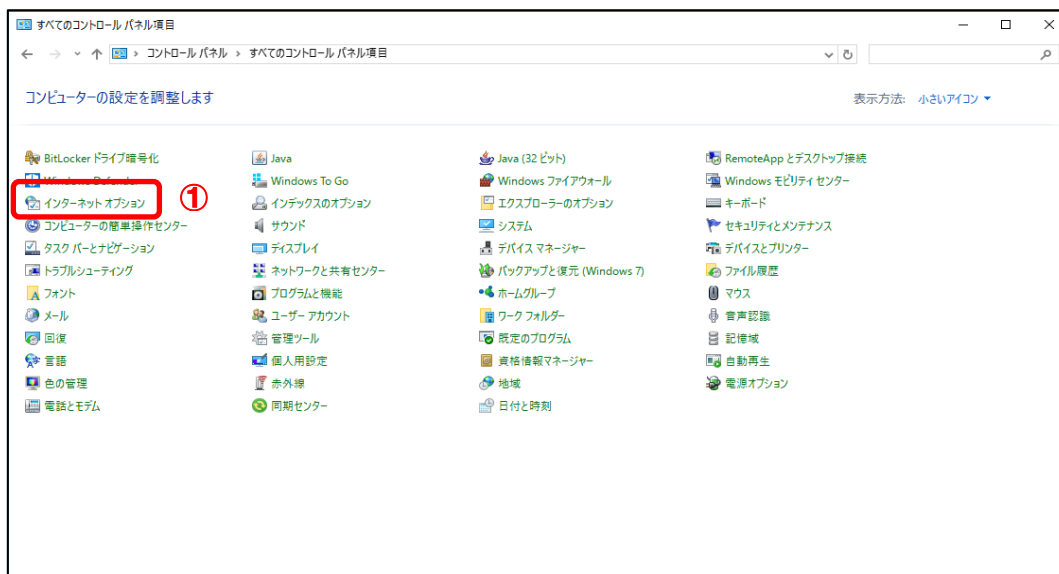 すべてのコントロール パネル項目
コントロール パネル › すべてのコントロール パネル項目
コンピューターの設定を調整します
表示方法: 小さいアイコン
BitLocker ドライブ暗号化 Java Java (32 ビット) RemoteApp とデスクトップ接続
Windows Defender Windows To Go Windows ファイアウォール Windows モビリティ センター
インターネット オプション ① インデックスのオプション エクスプローラーのオプション キーボード
コンピューターの簡単操作センター サウンド システム セキュリティとメンテナンス
タスク バーとナビゲーション ディスプレイ デバイス マネージャー デバイスとプリンター
トラブルシューティング ネットワークと共有センター バックアップと復元 (Windows 7) ファイル履歴
フォント プログラムと機能 ホームグループ マウス
メール ユーザー アカウント ワーク フォルダー 音声認識
回復 管理ツール 既定のプログラム 記憶域
言語 個人用設定 資格情報マネージャー 自動再生
色の管理 赤外線 地域 電源オプション
電話とモデム 同期センター 日付と時刻